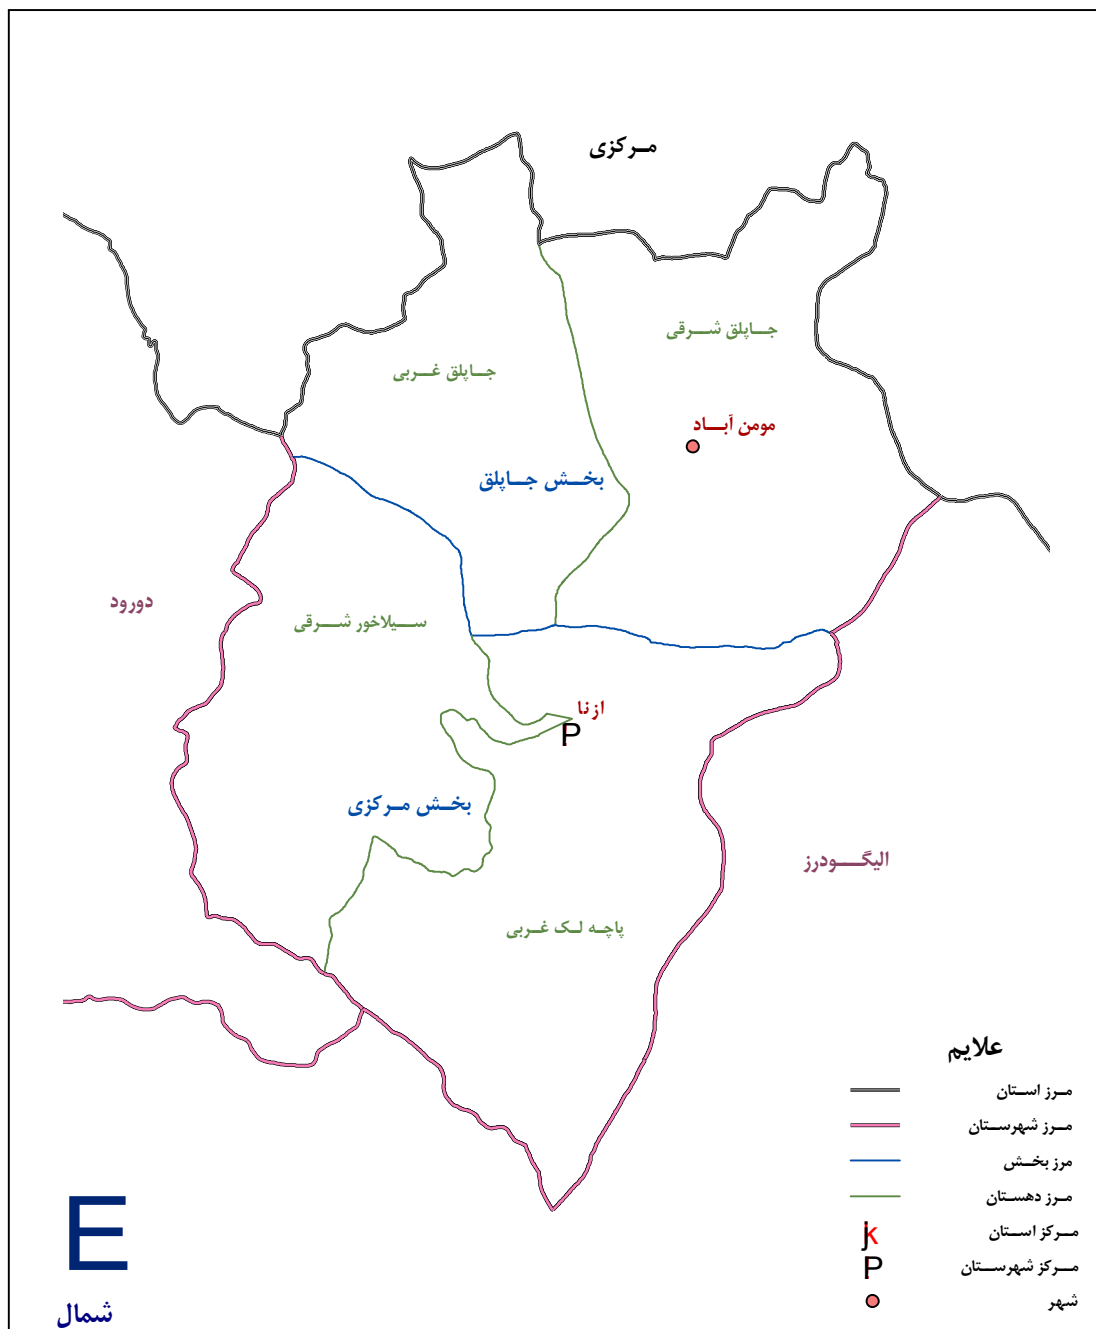 مرکزی
جاپلق شرقی
جاپلق غربی
مومن آباد
بخش جاپلق
دورود
سیلاخور شرقی
ازنا
P
بخش مرکزی
الیگودرز
پاچه لک غربی
علایم
مرز استان
مرز شهرستان
مرز بخش
مرز دهستان
مرکز استان
jk
مرکز شهرستان
P
شهر
E
شمال